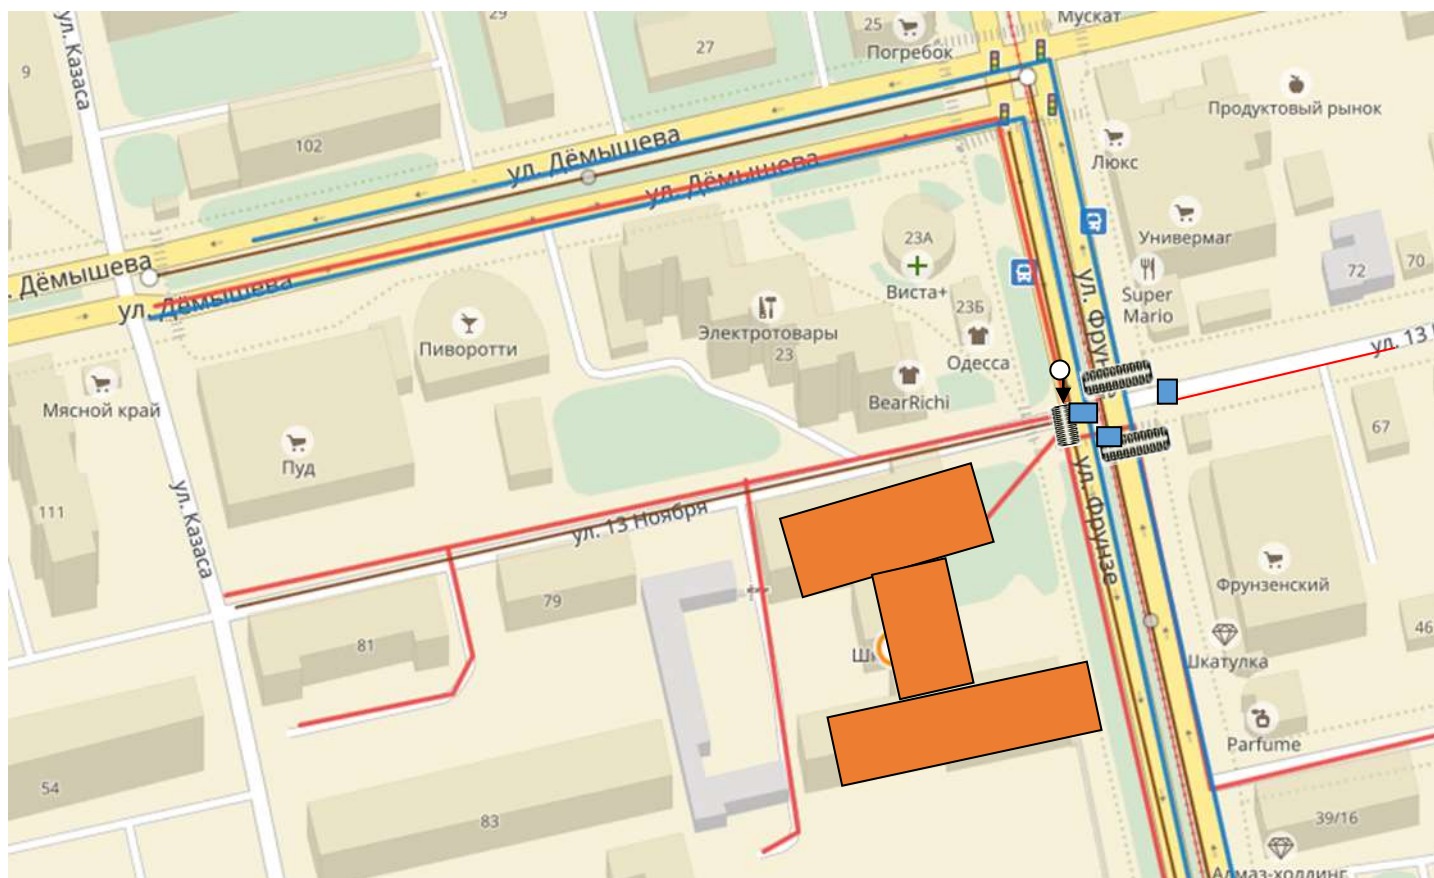 ул. Казаса
9
29
27
25
Погребок
Мускат
Продуктовый рынок
102
ул. Дёмышева
Люкс
ул. Дёмышева
Универмаг
72
70
23А
Виста+
23Б
Super
Mario
. Дёмышева
ул. Дёмышева
Пиворотти
Электротовары
23
Одесса
ул. Фрун
ул. 13
Мясной край
BearRichi
67
Пуд
111
ул. Казаса
ул. 13 Ноября
ул. Фрунзе
Фрунзенский
79
81
46
Шк
Шкатулка
Parfume
54
83
39/16
Алмаз-холдинг